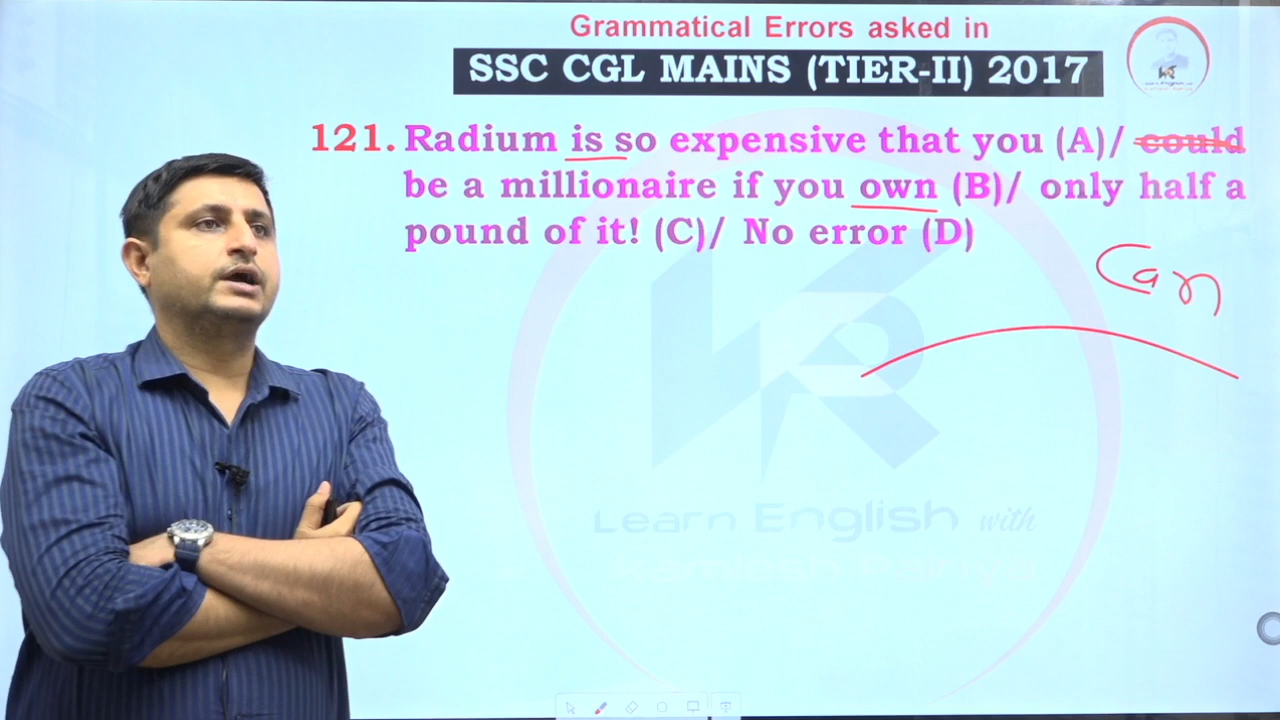 Grammatical Errors asked in
SSC CGL MAINS (TIER-II) 2017
121. Radium is so expensive that you (A)/ could
be a millionaire if you own (B)/ only half a
pound of it! (C)/ No error (D)
Can
Learn English with